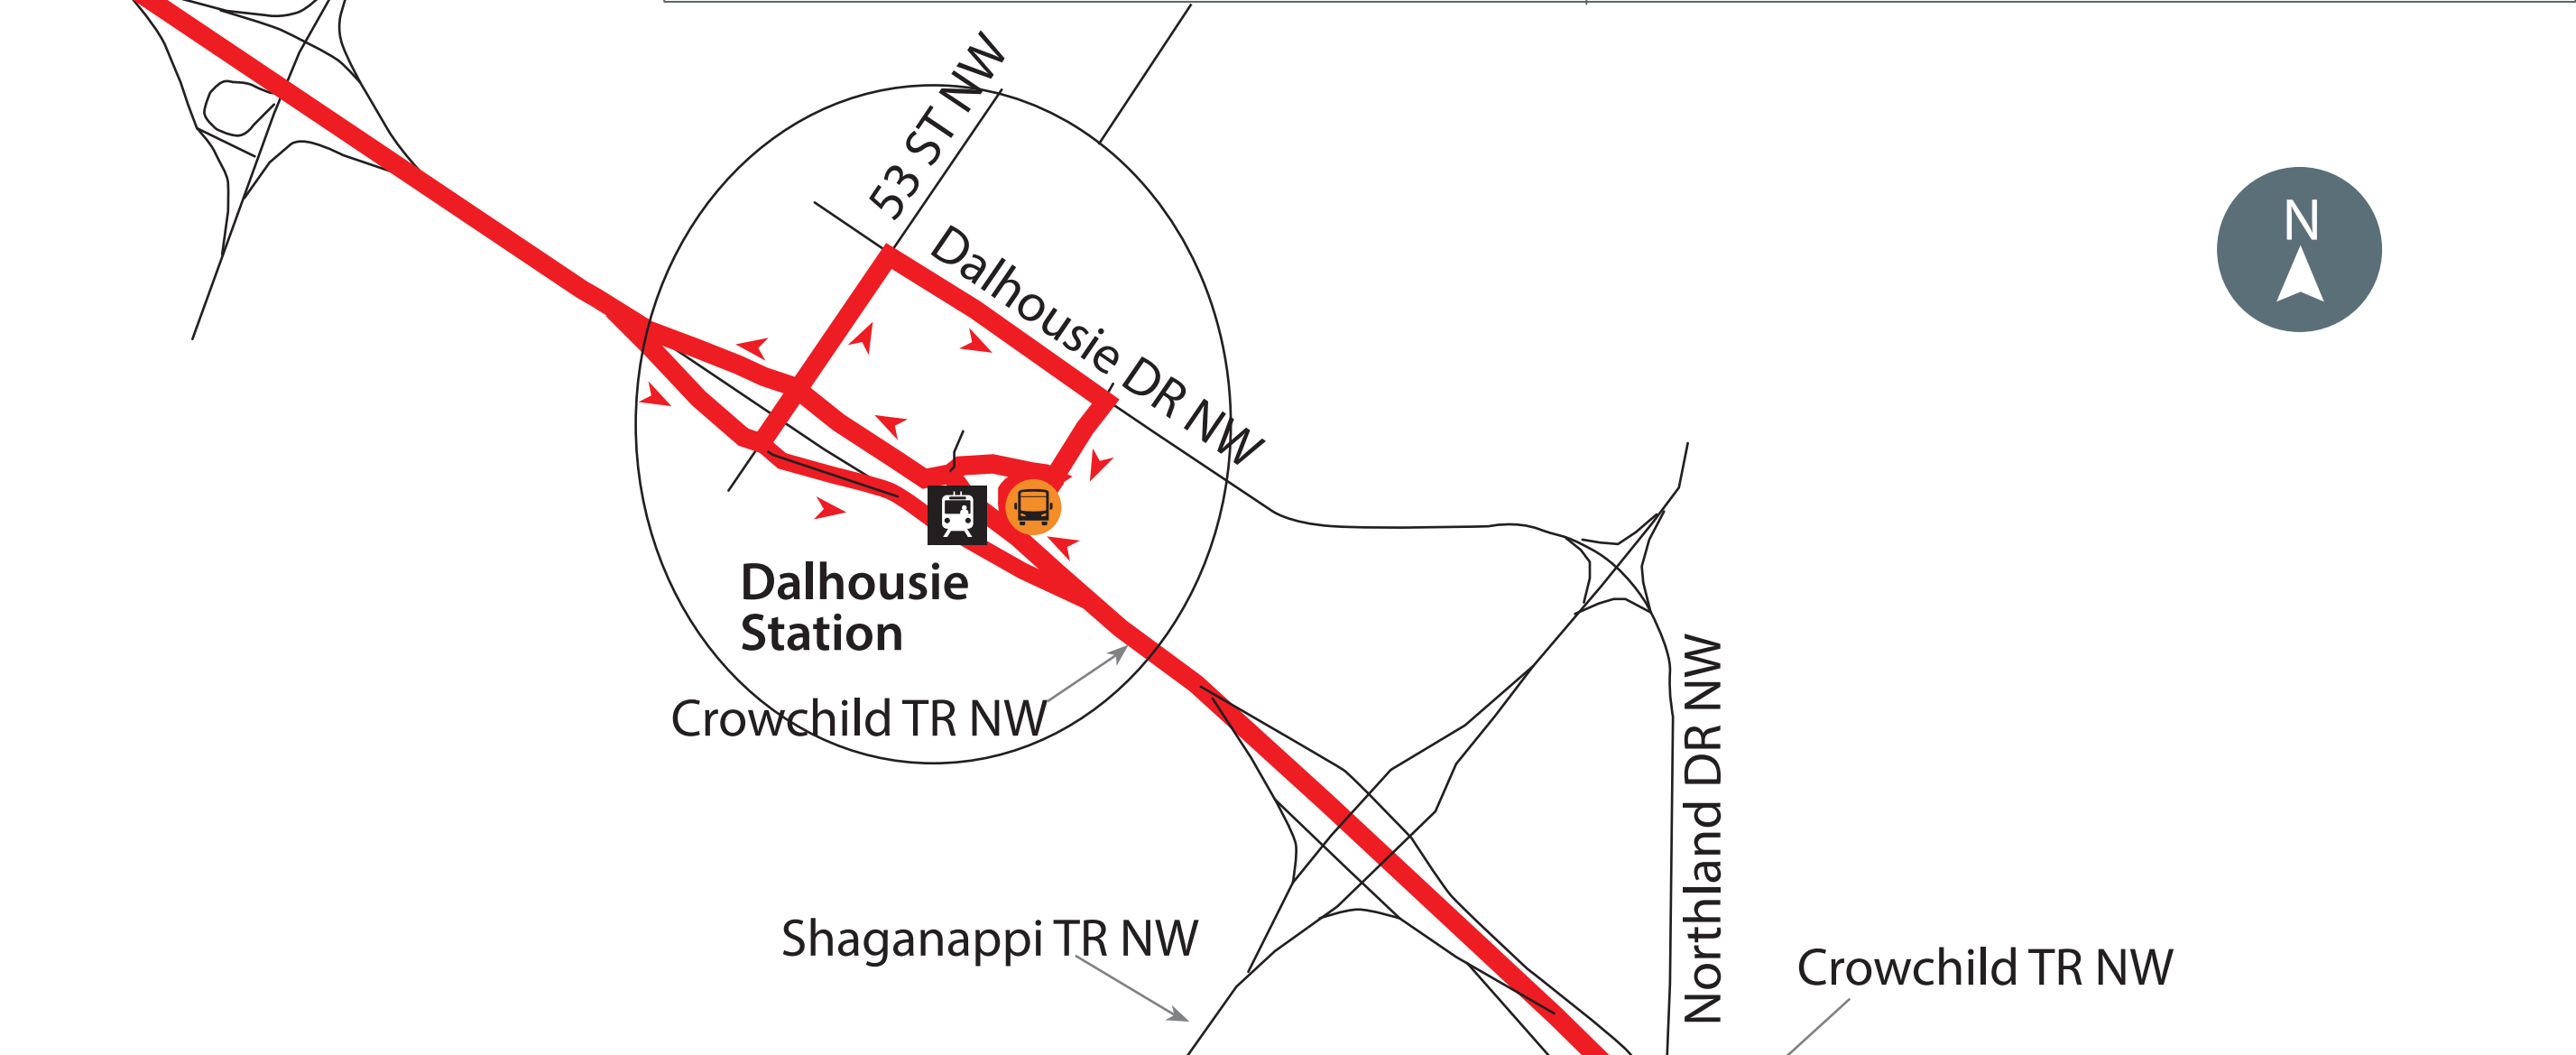 53 ST NW
N
Dalhousie DR NW
Dalhousie
Station
Crowchild TR NW
Northland DR NW
Shaganappi TR NW
Crowchild TR NW